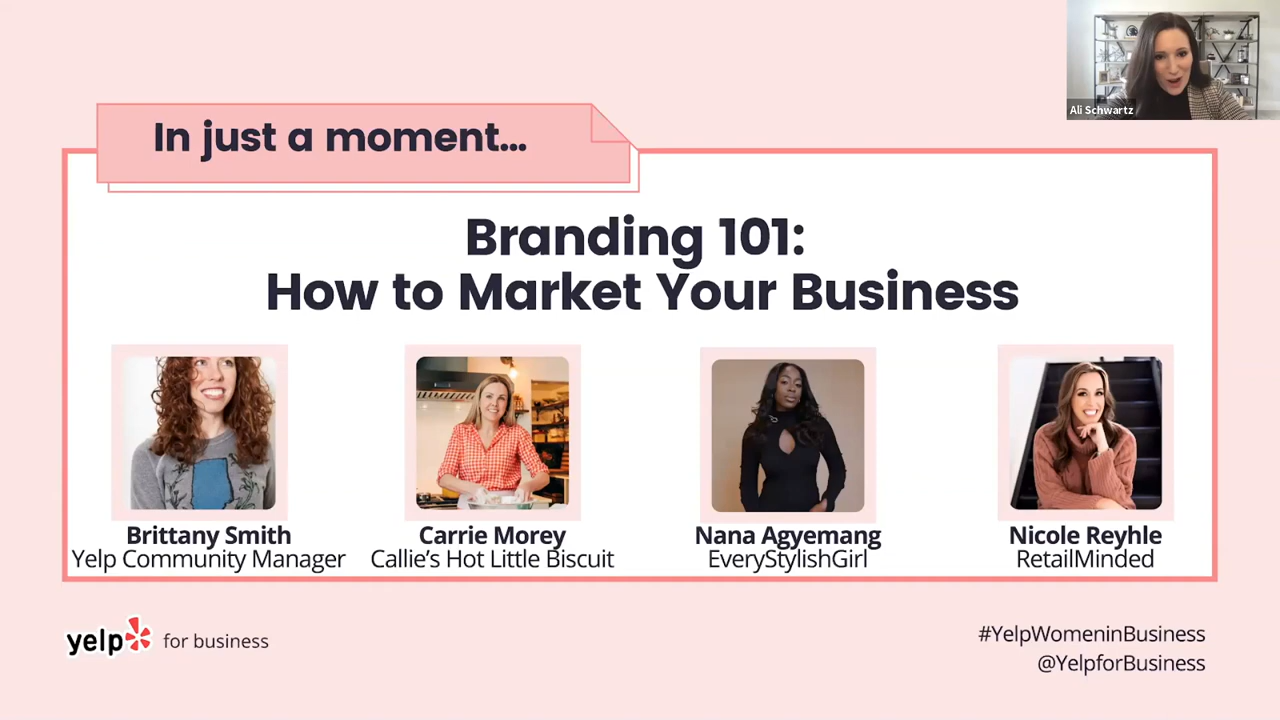 Ali Schwartz
In just a moment...
Branding 101:
How to Market Your Business
Brittany Smith
Yelp Community Manager
Carrie Morey
Callie's Hot Little Biscuit
Nana Agyemang
EveryStylishGirl
Nicole Reyhle
RetailMinded
yelp for business
#YelpWomeninBusiness
@YelpforBusiness